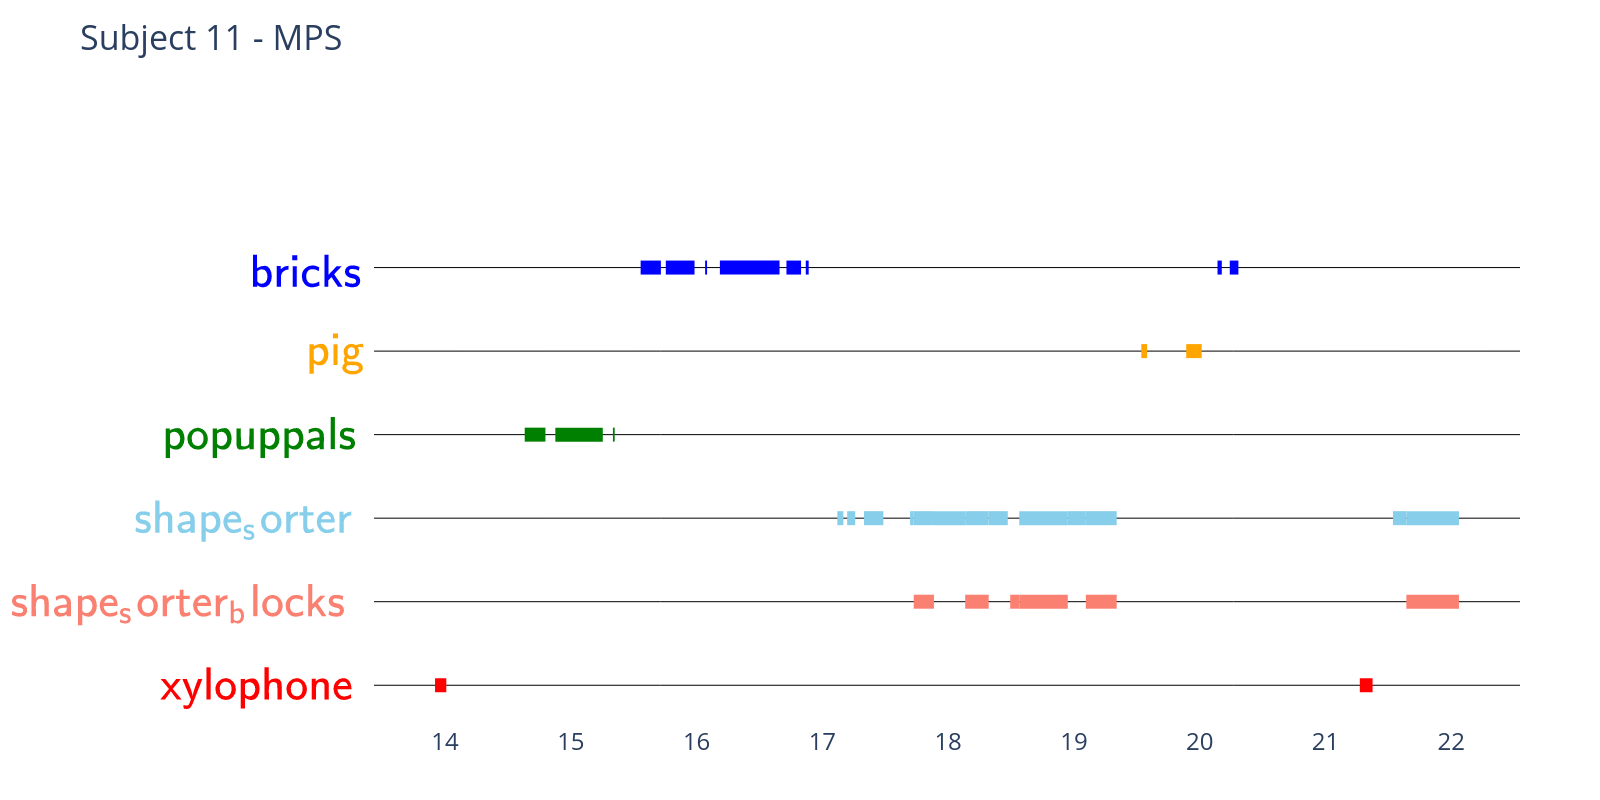 Subject 11 - MPS
bricks
pig
popuppals
shapesorter
shapesorterblocks
xylophone
14 15 16 17 18 19 20 21 22